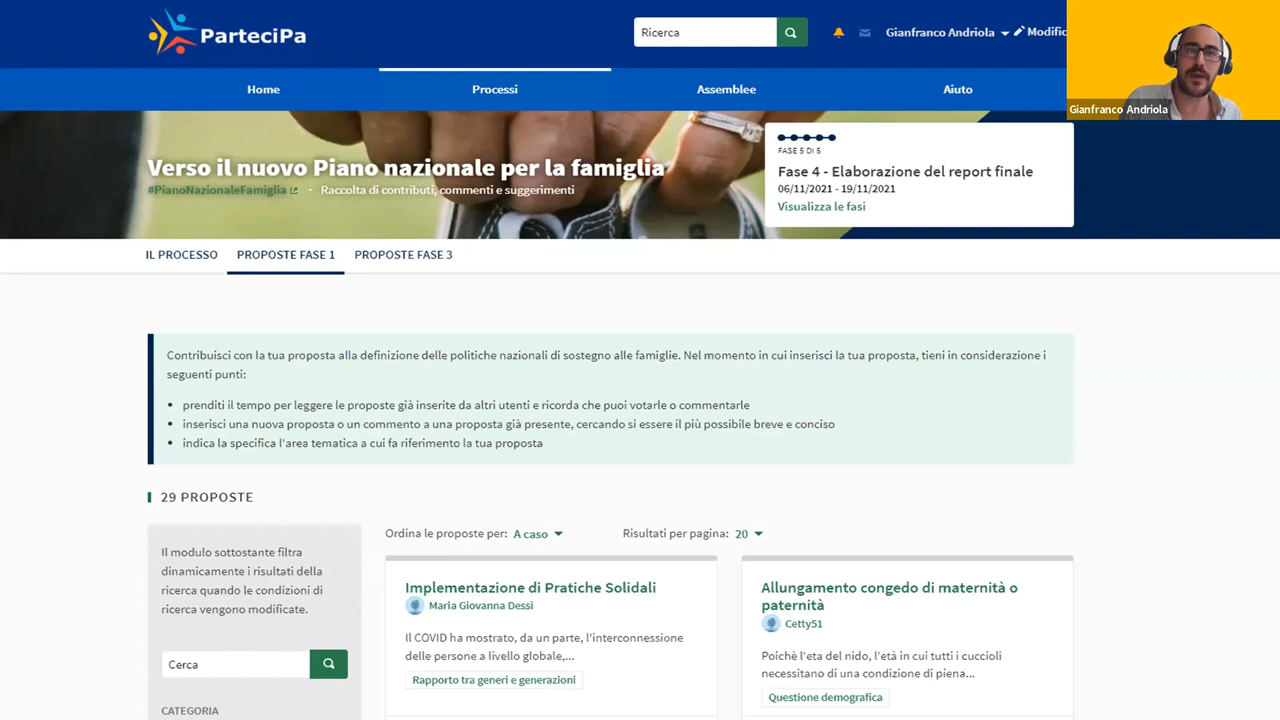 ParteciPa
Ricerca
Gianfranco Andriola
Modific
Gianfranco Andriola
Home
Processi
Assemblee
Aiuto
Verso il nuovo Piano nazionale per la famiglia
#PianoNazionaleFamiglia · Raccolta di contributi, commenti e suggerimenti
FASE 5 DI 5
Fase 4 - Elaborazione del report finale
06/11/2021 - 19/11/2021
Visualizza le fasi
IL PROCESSO
PROPOSTE FASE 1
PROPOSTE FASE 3
Contribuisci con la tua proposta alla definizione delle politiche nazionali di sostegno alle famiglie. Nel momento in cui inserisci la tua proposta, tieni in considerazione i
seguenti punti:
• prenditi il tempo per leggere le proposte già inserite da altri utenti e ricorda che puoi votarle o commentarle
• inserisci una nuova proposta o un commento a una proposta già presente, cercando si essere il più possibile breve e conciso
• indica la specifica l'area tematica a cui fa riferimento la tua proposta
29 PROPOSTE
Il modulo sottostante filtra
dinamicamente i risultati della
ricerca quando le condizioni di
ricerca vengono modificate.
Cerca
CATEGORIA
Ordina le proposte per: A caso
Risultati per pagina: 20
Implementazione di Pratiche Solidali
Maria Giovanna Dessì
Il COVID ha mostrato, da un parte, l'interconnessione
delle persone a livello globale,...
Rapporto tra generi e generazioni
Allungamento congedo di maternità o
paternità
Cetty51
Poichè l'eta del nido, l'età in cui tutti i cuccioli
necessitano di una condizione di piena...
Questione demografica